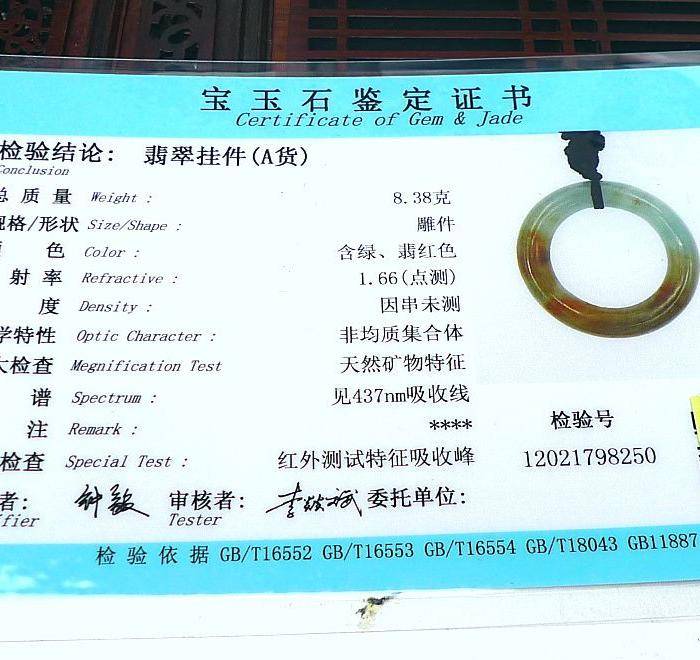 宝玉石鉴定证书
Certificate of Gem & Jade
检验结论: 翡翠挂件(A货)
Conclusion
总质量 Weight : 8.38克
规格/形状 Size/Shape : 雕件
色 Color : 含绿、翡红色
射率 Refractive : 1.66(点测)
度 Density : 因串未测
学特性 Optic Character : 非均质集合体
大检查 Megnification Test 天然矿物特征
谱 Spectrum : 见437nm吸收线
注 Remark : ****
检验号
检查 Special Test : 红外测试特征吸收峰
12021798250
者: 审核者: 委托单位:
Tester
检验依据 GB/T16552 GB/T16553 GB/T16554 GB/T18043 GB11887